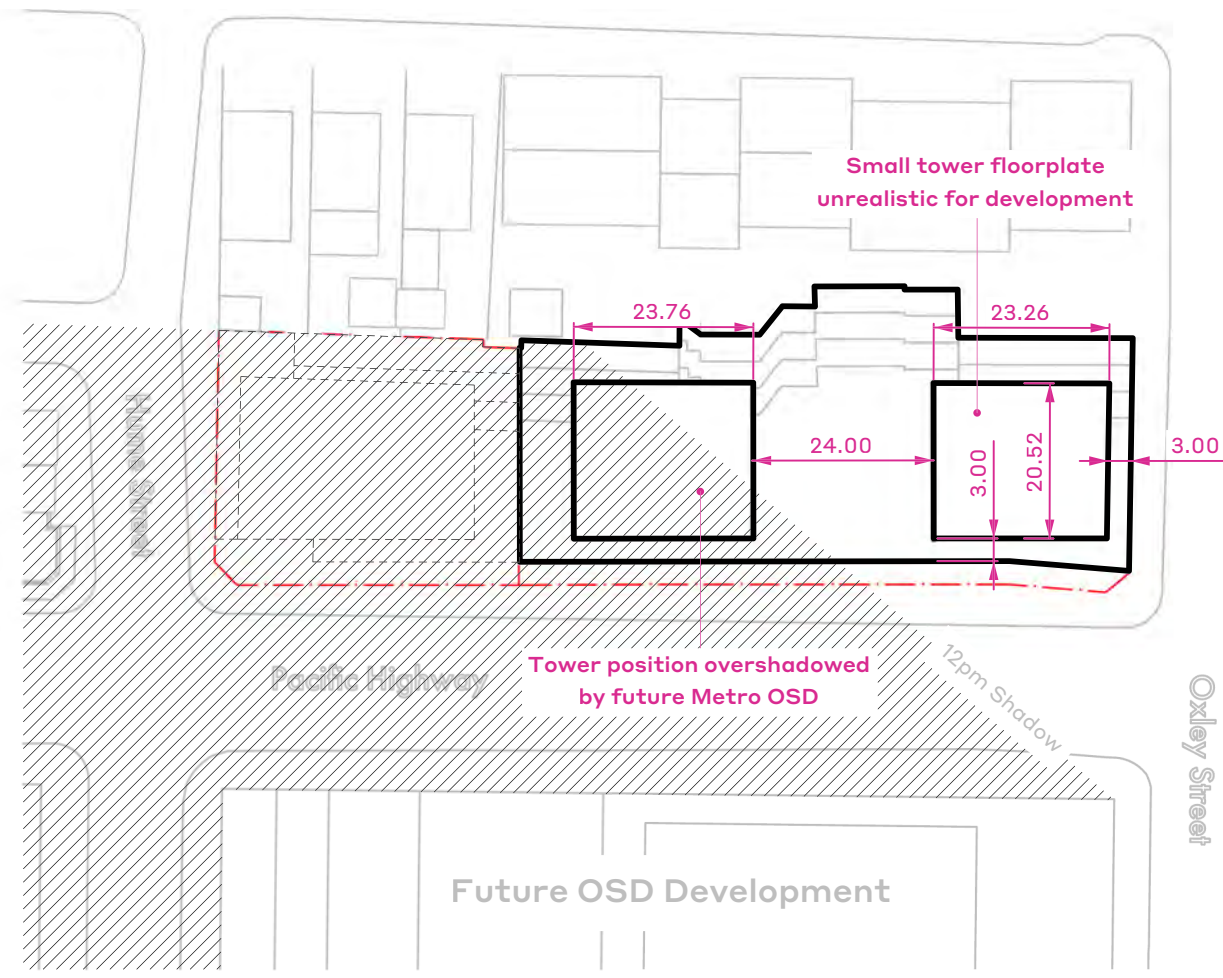 Small tower floorplate
unrealistic for development
23.76
23.26
Hume Street
24.00
3.00
20.52
3.00
Tower position overshadowed
by future Metro OSD
Pacific Highway
12pm Shadow
Oxley Street
Future OSD Development